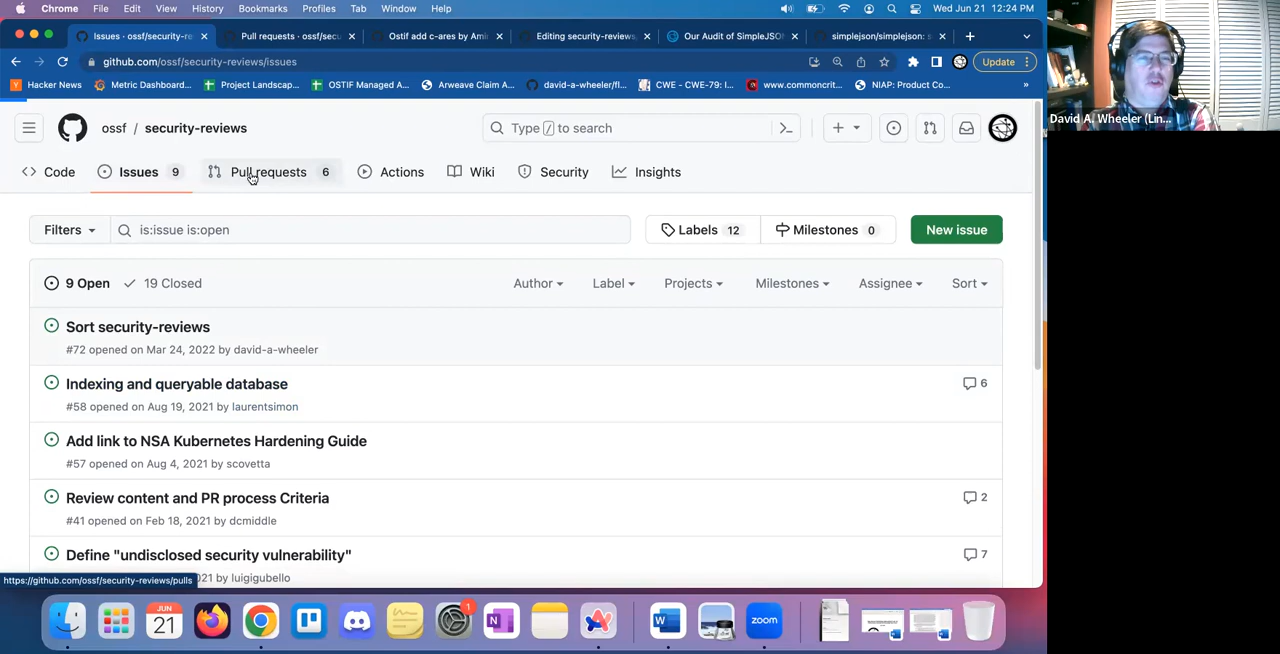 Chrome File Edit View History Bookmarks Profiles Tab Window Help Wed Jun 21 12:24 PM
Issues · ossf/security-re Pull requests · ossf/secu Ostif add c-ares by Ami Editing security-reviews, Our Audit of SimpleJSON simplejson/simplejson: s
github.com/ossf/security-reviews/issues Update
Hacker News Metric Dashboard... Project Landscap... OSTIF Managed A... Arweave Claim A... david-a-wheeler/fl... CWE - CWE-79: I... www.commoncrit... NIAP: Product Co... »
David A. Wheeler (Lin...
ossf / security-reviews Type / to search
Code Issues 9 Pull requests 6 Actions Wiki Security Insights
Filters is:issue is:open Labels 12 Milestones 0 New issue
9 Open 19 Closed Author Label Projects Milestones Assignee Sort
Sort security-reviews
#72 opened on Mar 24, 2022 by david-a-wheeler
Indexing and queryable database 6
#58 opened on Aug 19, 2021 by laurentsimon
Add link to NSA Kubernetes Hardening Guide
#57 opened on Aug 4, 2021 by scovetta
Review content and PR process Criteria 2
#41 opened on Feb 18, 2021 by dcmiddle
Define "undisclosed security vulnerability" 7
https://github.com/ossf/security-reviews/pulls 2021 by luigigubello
JUN
21 1 zoom